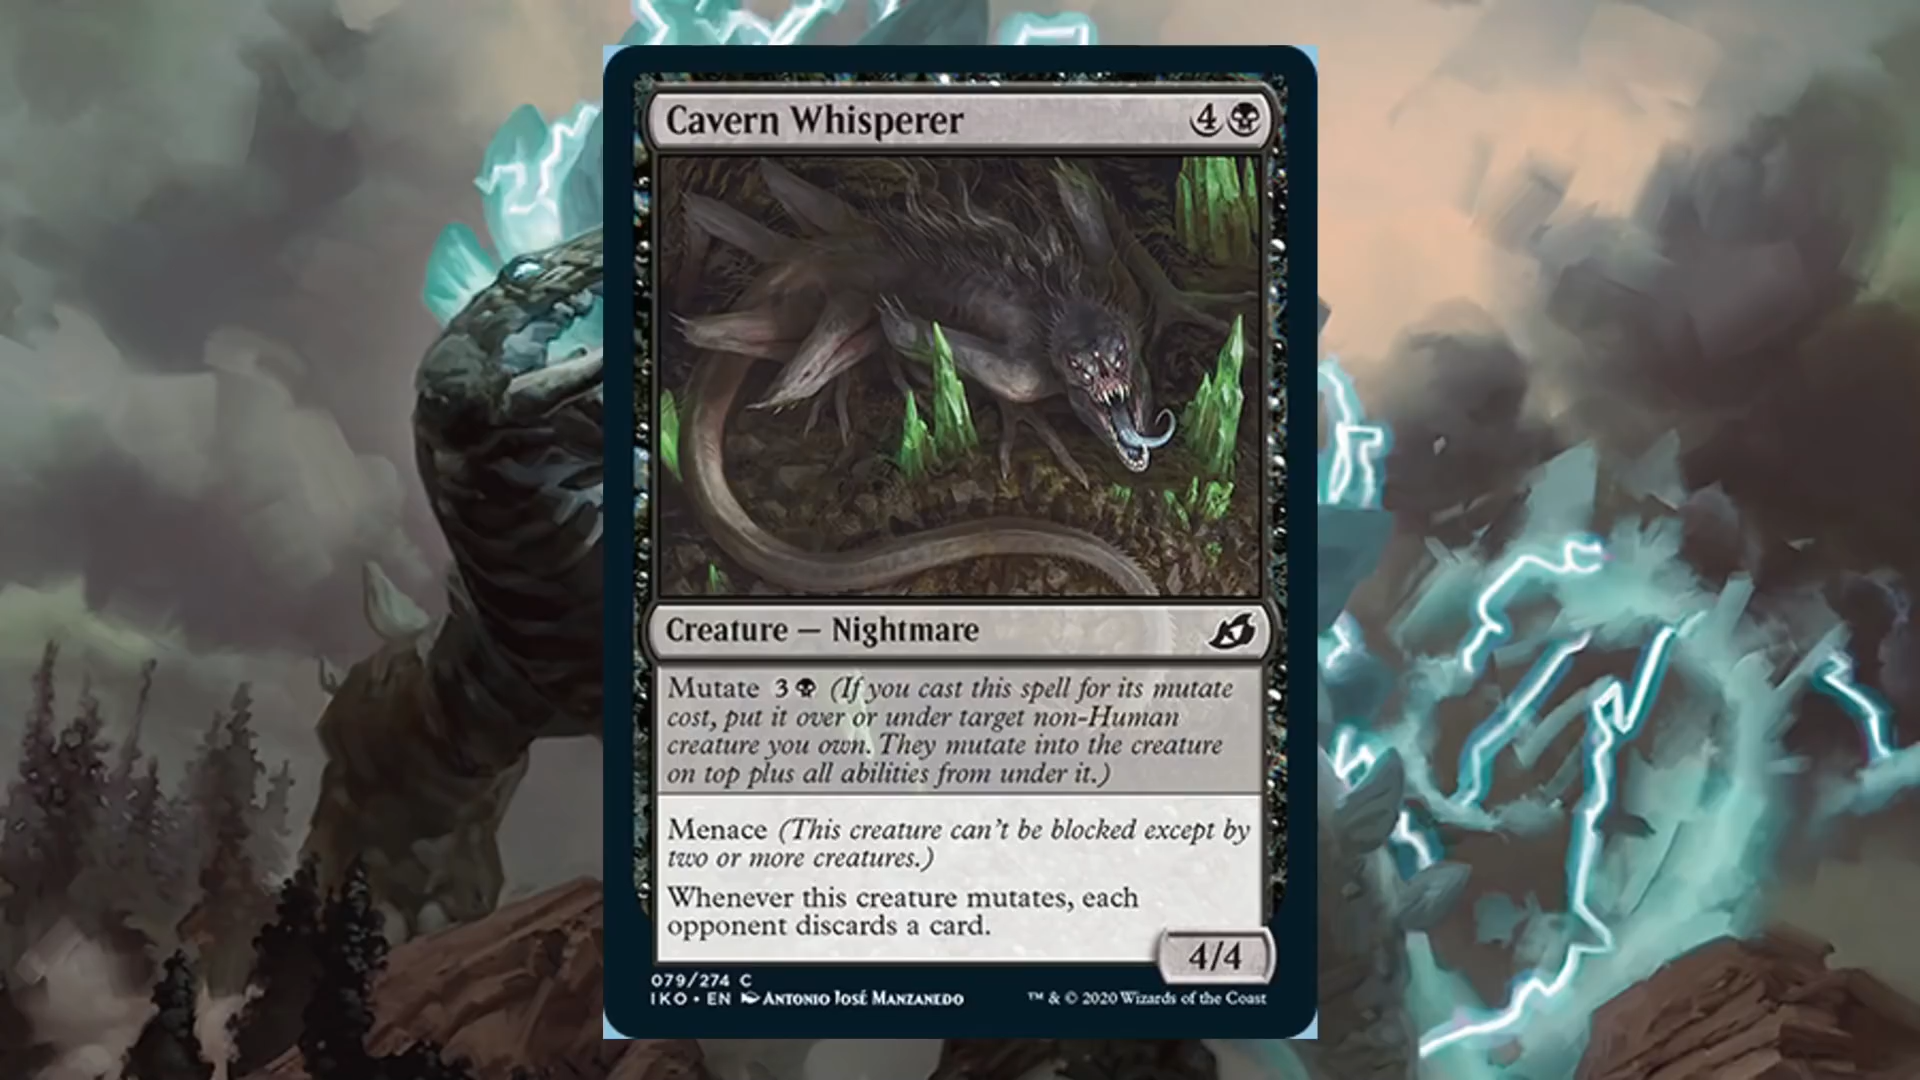 Cavern Whisperer 4
Creature — Nightmare
Mutate 3 (If you cast this spell for its mutate
cost, put it over or under target non-Human
creature you own. They mutate into the creature
on top plus all abilities from under it.)
Menace (This creature can't be blocked except by
two or more creatures.)
Whenever this creature mutates, each
opponent discards a card.
4/4
079/274 C
IKO • EN Antonio José Manzanedo ™ & © 2020 Wizards of the Coast